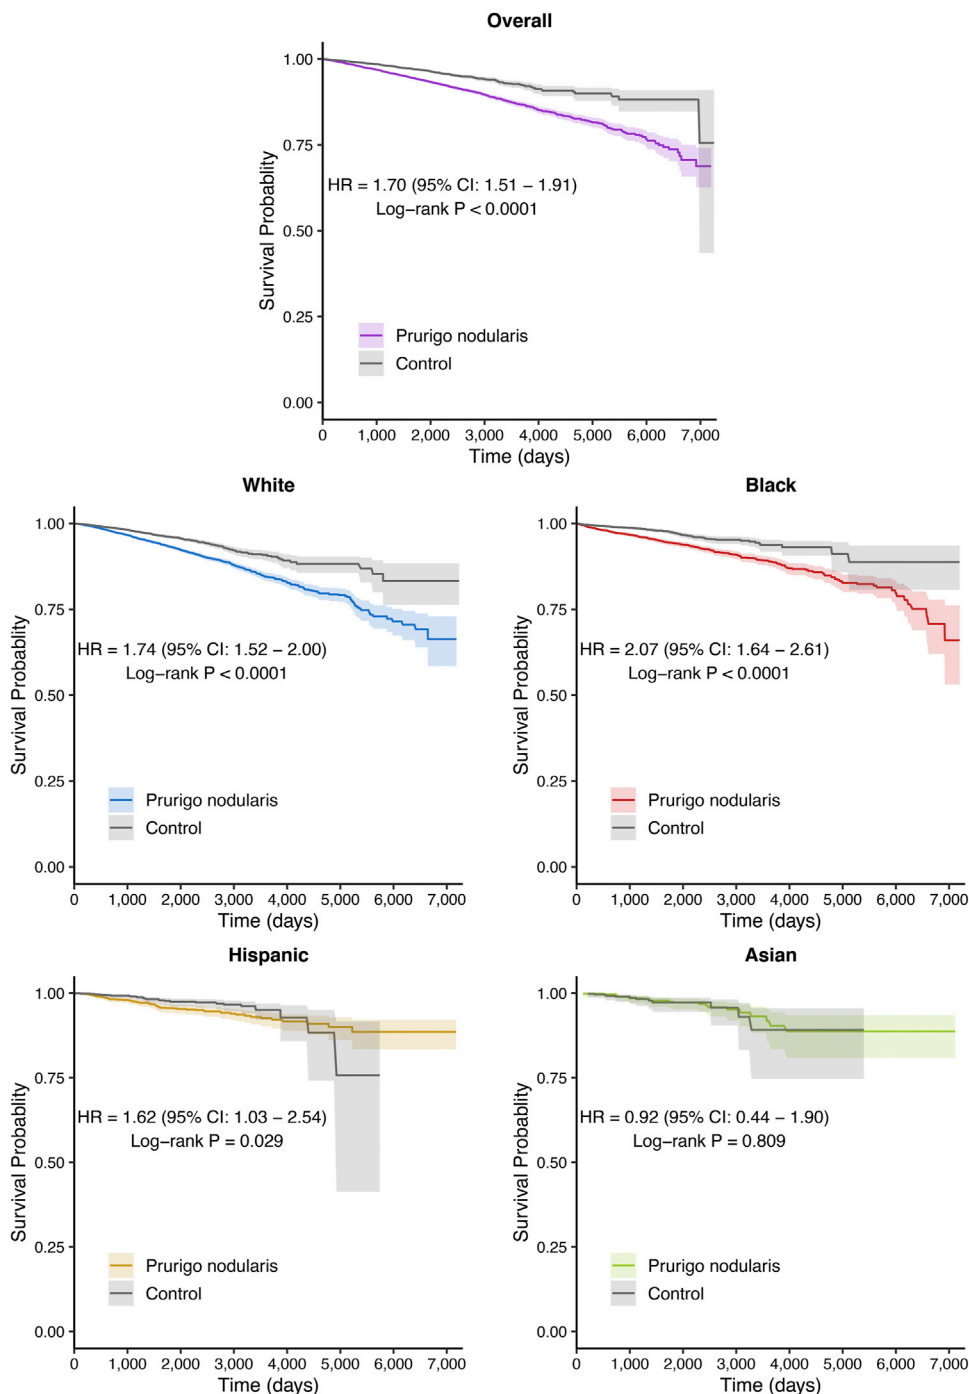 Overall
1.00
0.75
0.50
0.25
0.00
Survival Probablity
HR = 1.70 (95% CI: 1.51 – 1.91)
Log−rank P < 0.0001
Prurigo nodularis
Control
0 1,000 2,000 3,000 4,000 5,000 6,000 7,000
Time (days)
White
1.00
0.75
0.50
0.25
0.00
Survival Probablity
HR = 1.74 (95% CI: 1.52 – 2.00)
Log−rank P < 0.0001
Prurigo nodularis
Control
0 1,000 2,000 3,000 4,000 5,000 6,000 7,000
Time (days)
Black
1.00
0.75
0.50
0.25
0.00
Survival Probablity
HR = 2.07 (95% CI: 1.64 – 2.61)
Log−rank P < 0.0001
Prurigo nodularis
Control
0 1,000 2,000 3,000 4,000 5,000 6,000 7,000
Time (days)
Hispanic
1.00
0.75
0.50
0.25
0.00
Survival Probablity
HR = 1.62 (95% CI: 1.03 – 2.54)
Log−rank P = 0.029
Prurigo nodularis
Control
0 1,000 2,000 3,000 4,000 5,000 6,000 7,000
Time (days)
Asian
1.00
0.75
0.50
0.25
0.00
Survival Probablity
HR = 0.92 (95% CI: 0.44 – 1.90)
Log−rank P = 0.809
Prurigo nodularis
Control
0 1,000 2,000 3,000 4,000 5,000 6,000 7,000
Time (days)